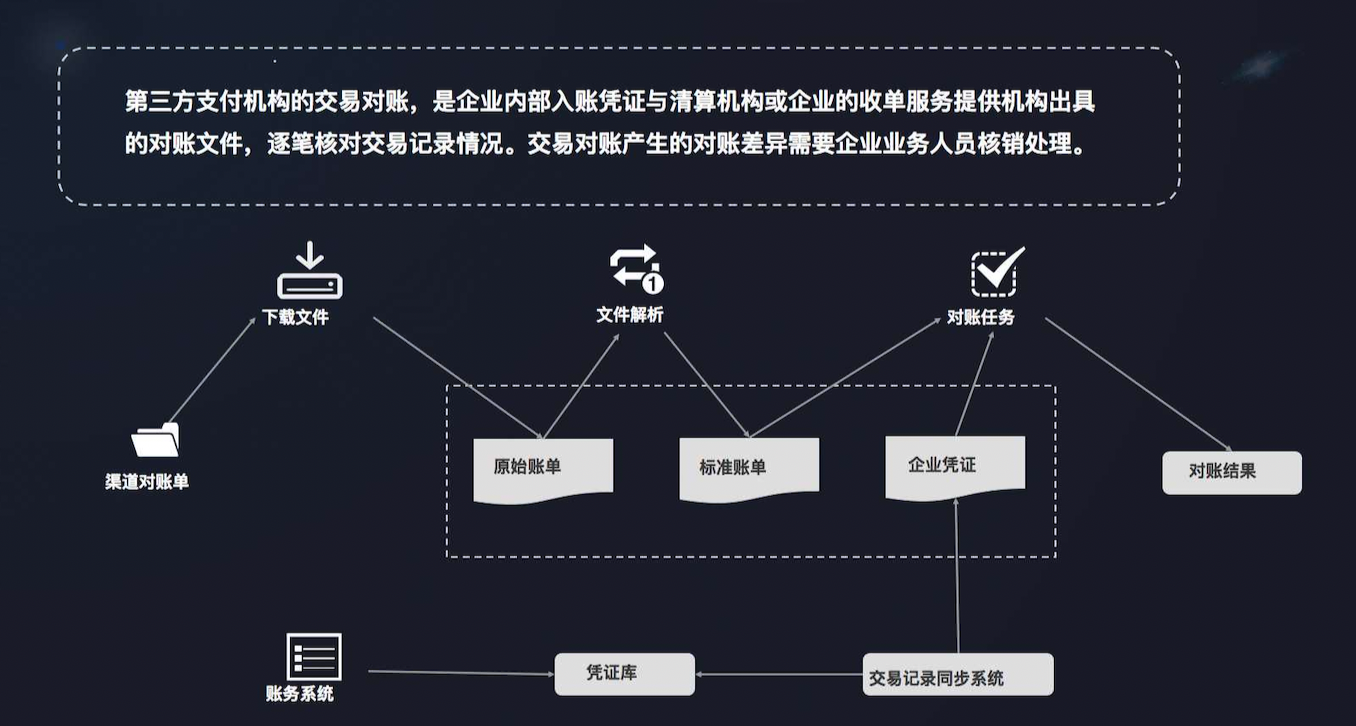 第三方支付机构的交易对账，是企业内部入账凭证与清算机构或企业的收单服务提供机构出具
的对账文件，逐笔核对交易记录情况。交易对账产生的对账差异需要企业业务人员核销处理。
1
下载文件
文件解析
对账任务
渠道对账单
原始账单
标准账单
企业凭证
对账结果
账务系统
凭证库
交易记录同步系统